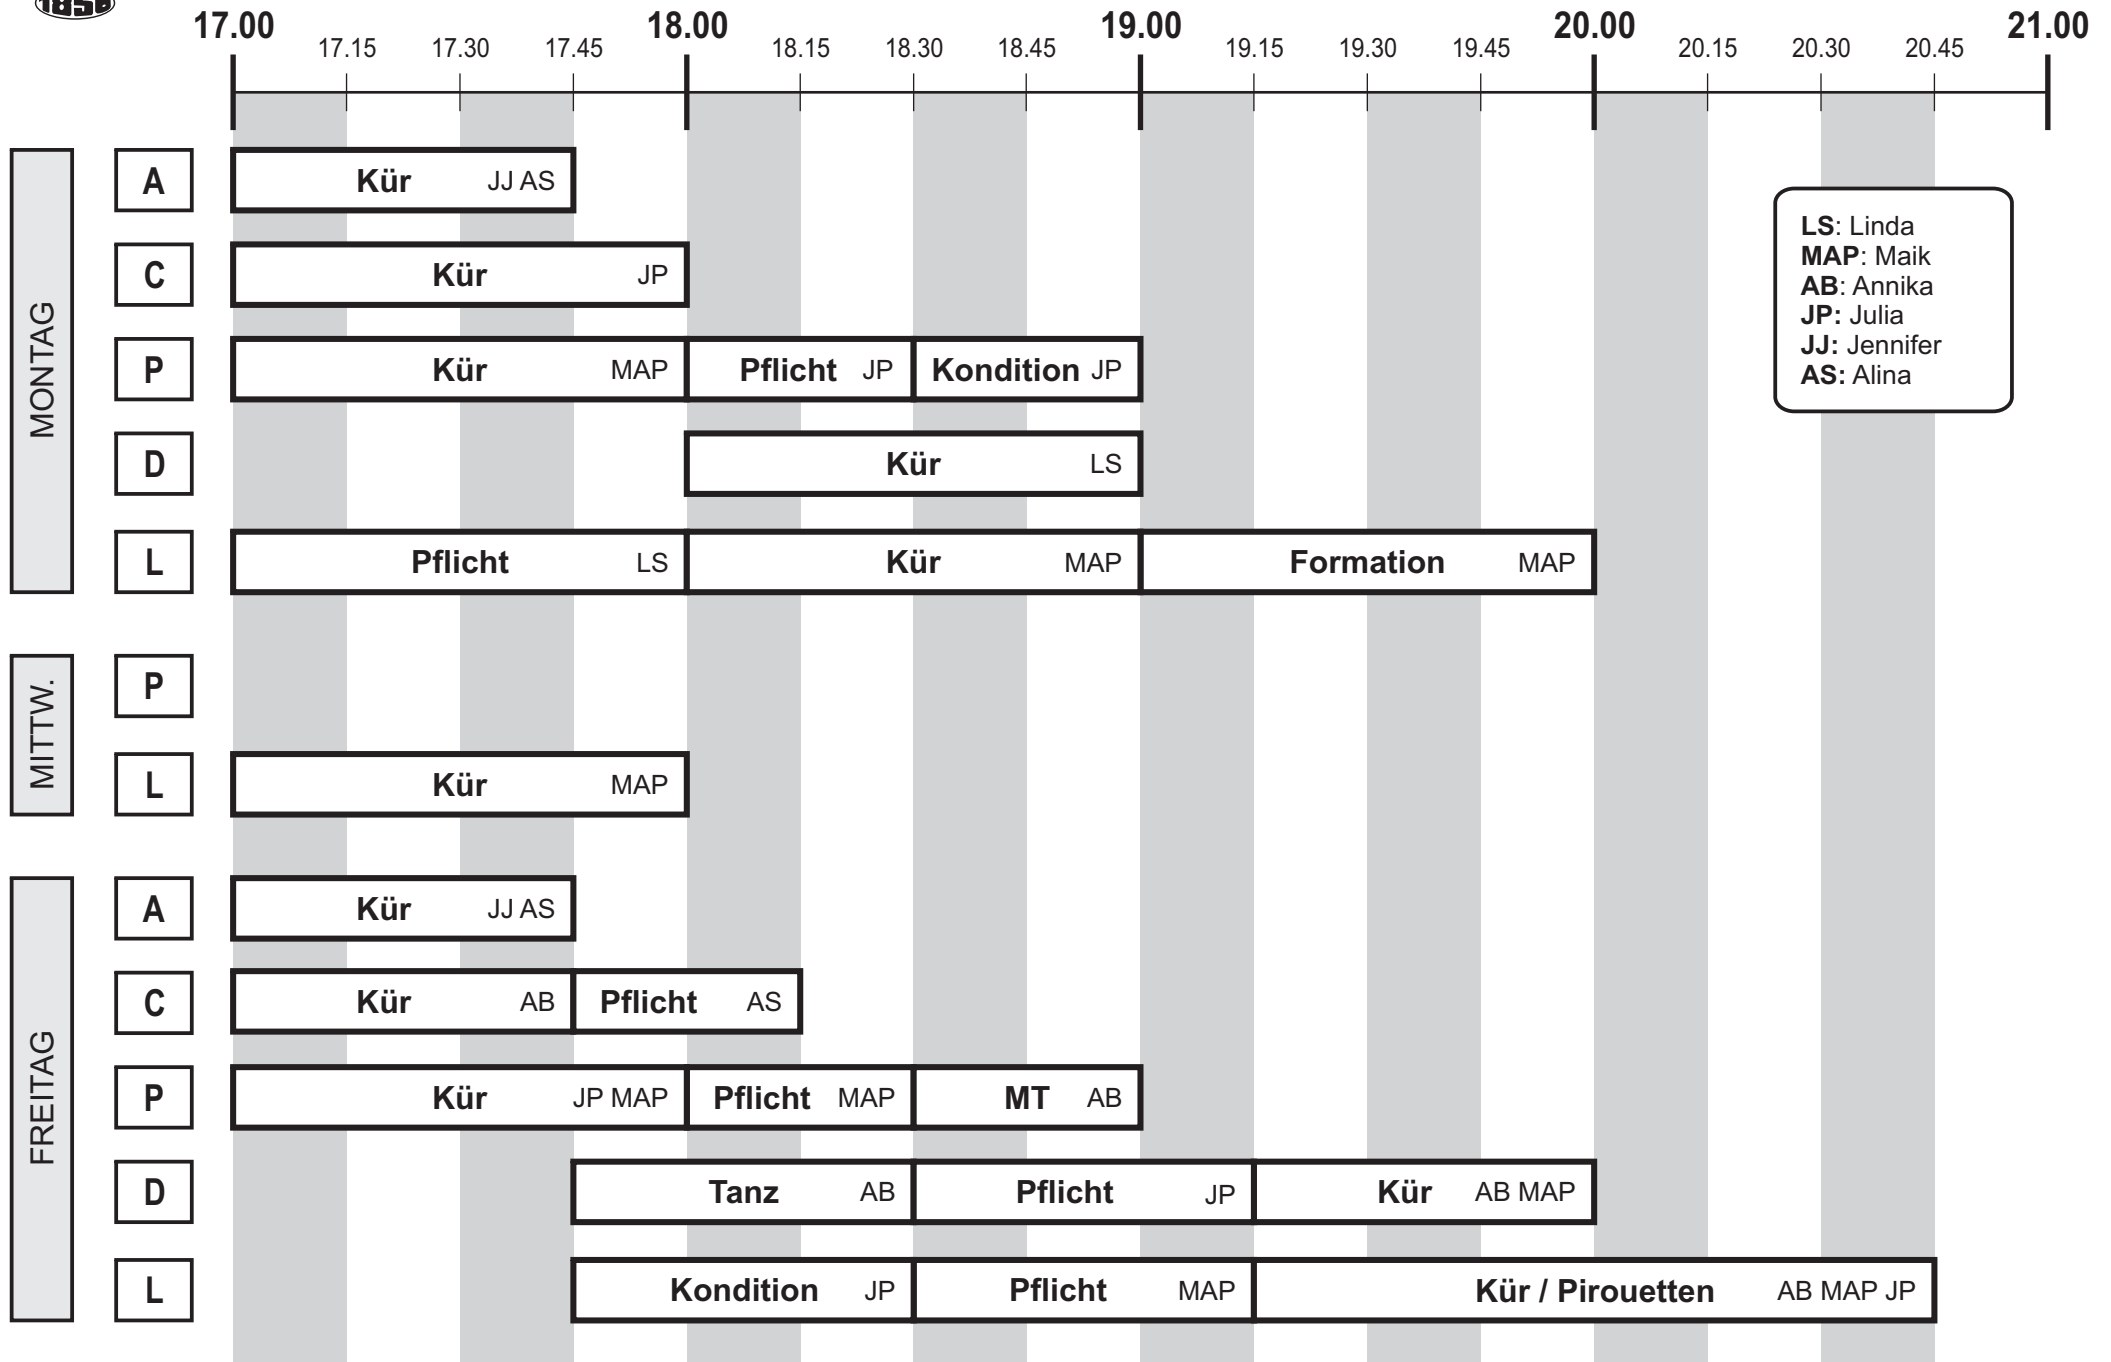 1856
17.00 18.00 19.00 20.00 21.00
17.15 17.30 17.45 18.15 18.30 18.45 19.15 19.30 19.45 20.15 20.30 20.45
MONTAG
A Kür JJ AS
C Kür JP
P Kür MAP Pflicht JP Kondition JP
D Kür LS
L Pflicht LS Kür MAP Formation MAP
LS: Linda
MAP: Maik
AB: Annika
JP: Julia
JJ: Jennifer
AS: Alina
MITTW.
P
L Kür MAP
FREITAG
A Kür JJ AS
C Kür AB Pflicht AS
P Kür JP MAP Pflicht MAP MT AB
D Tanz AB Pflicht JP Kür AB MAP
L Kondition JP Pflicht MAP Kür / Pirouetten AB MAP JP